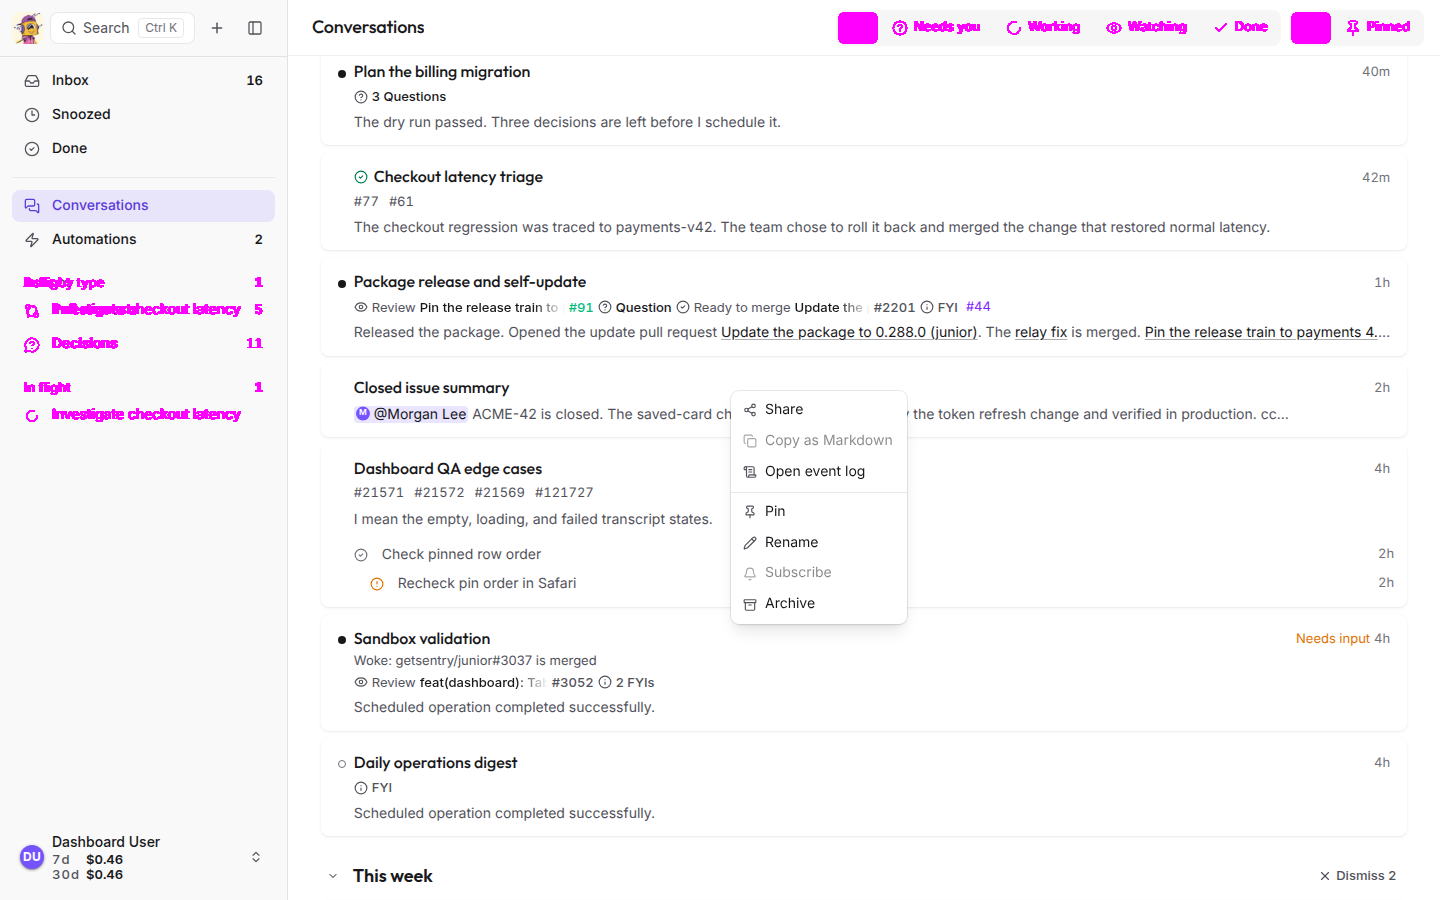 Search Ctrl K
Conversations
Needs you
Working
Watching
Done
Pinned
Inbox 16
Snoozed
Done
Conversations
Automations 2
1
checkout latency 5
Decisions 11
In flight 1
Investigate checkout latency
Dashboard User
DU
7d $0.46
30d $0.46
Plan the billing migration 40m
3 Questions
The dry run passed. Three decisions are left before I schedule it.
Checkout latency triage 42m
#77 #61
The checkout regression was traced to payments-v42. The team chose to roll it back and merged the change that restored normal latency.
Package release and self-update 1h
Review Pin the release train to #91 Question Ready to merge Update the #2201 FYI #44
Released the package. Opened the update pull request Update the package to 0.288.0 (junior). The relay fix is merged. Pin the release train to payments 4....
Closed issue summary 2h
M @Morgan Lee ACME-42 is closed. The saved-card ch y the token refresh change and verified in production. cc...
Share
Copy as Markdown
Open event log
Pin
Rename
Subscribe
Archive
Dashboard QA edge cases 4h
#21571 #21572 #21569 #121727
I mean the empty, loading, and failed transcript states.
Check pinned row order 2h
Recheck pin order in Safari 2h
Sandbox validation Needs input 4h
Woke: getsentry/junior#3037 is merged
Review feat(dashboard): Ta #3052 2 FYIs
Scheduled operation completed successfully.
Daily operations digest 4h
FYI
Scheduled operation completed successfully.
This week Dismiss 2